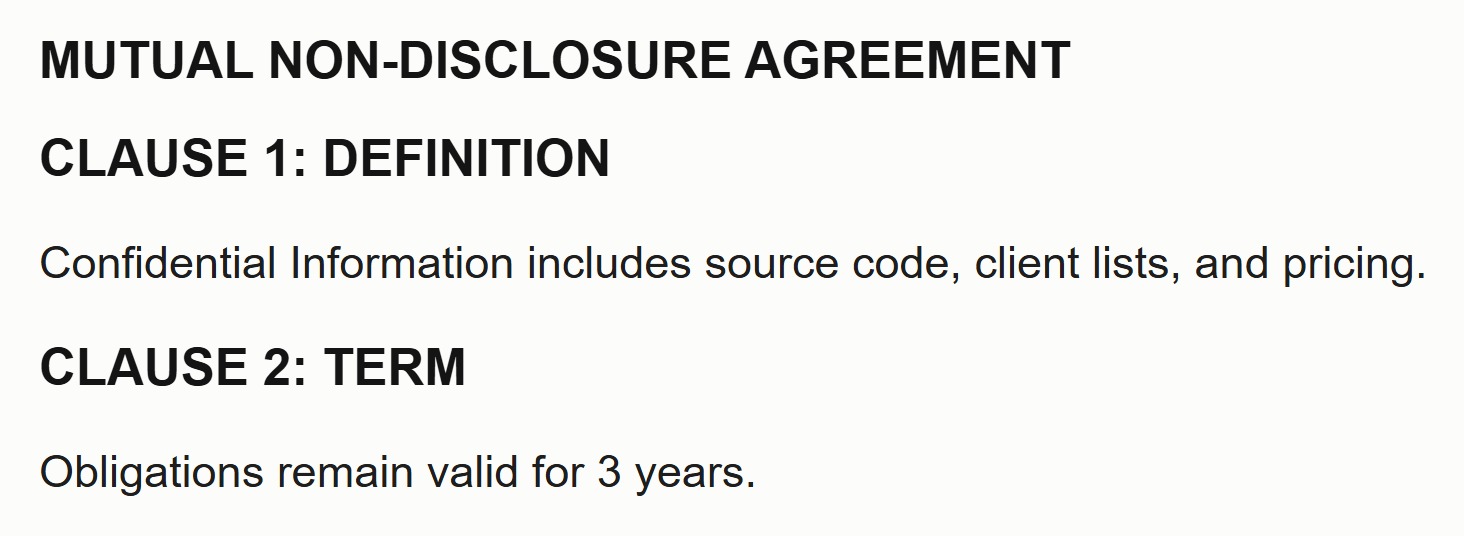 MUTUAL NON-DISCLOSURE AGREEMENT
CLAUSE 1: DEFINITION
Confidential Information includes source code, client lists, and pricing.
CLAUSE 2: TERM
Obligations remain valid for 3 years.